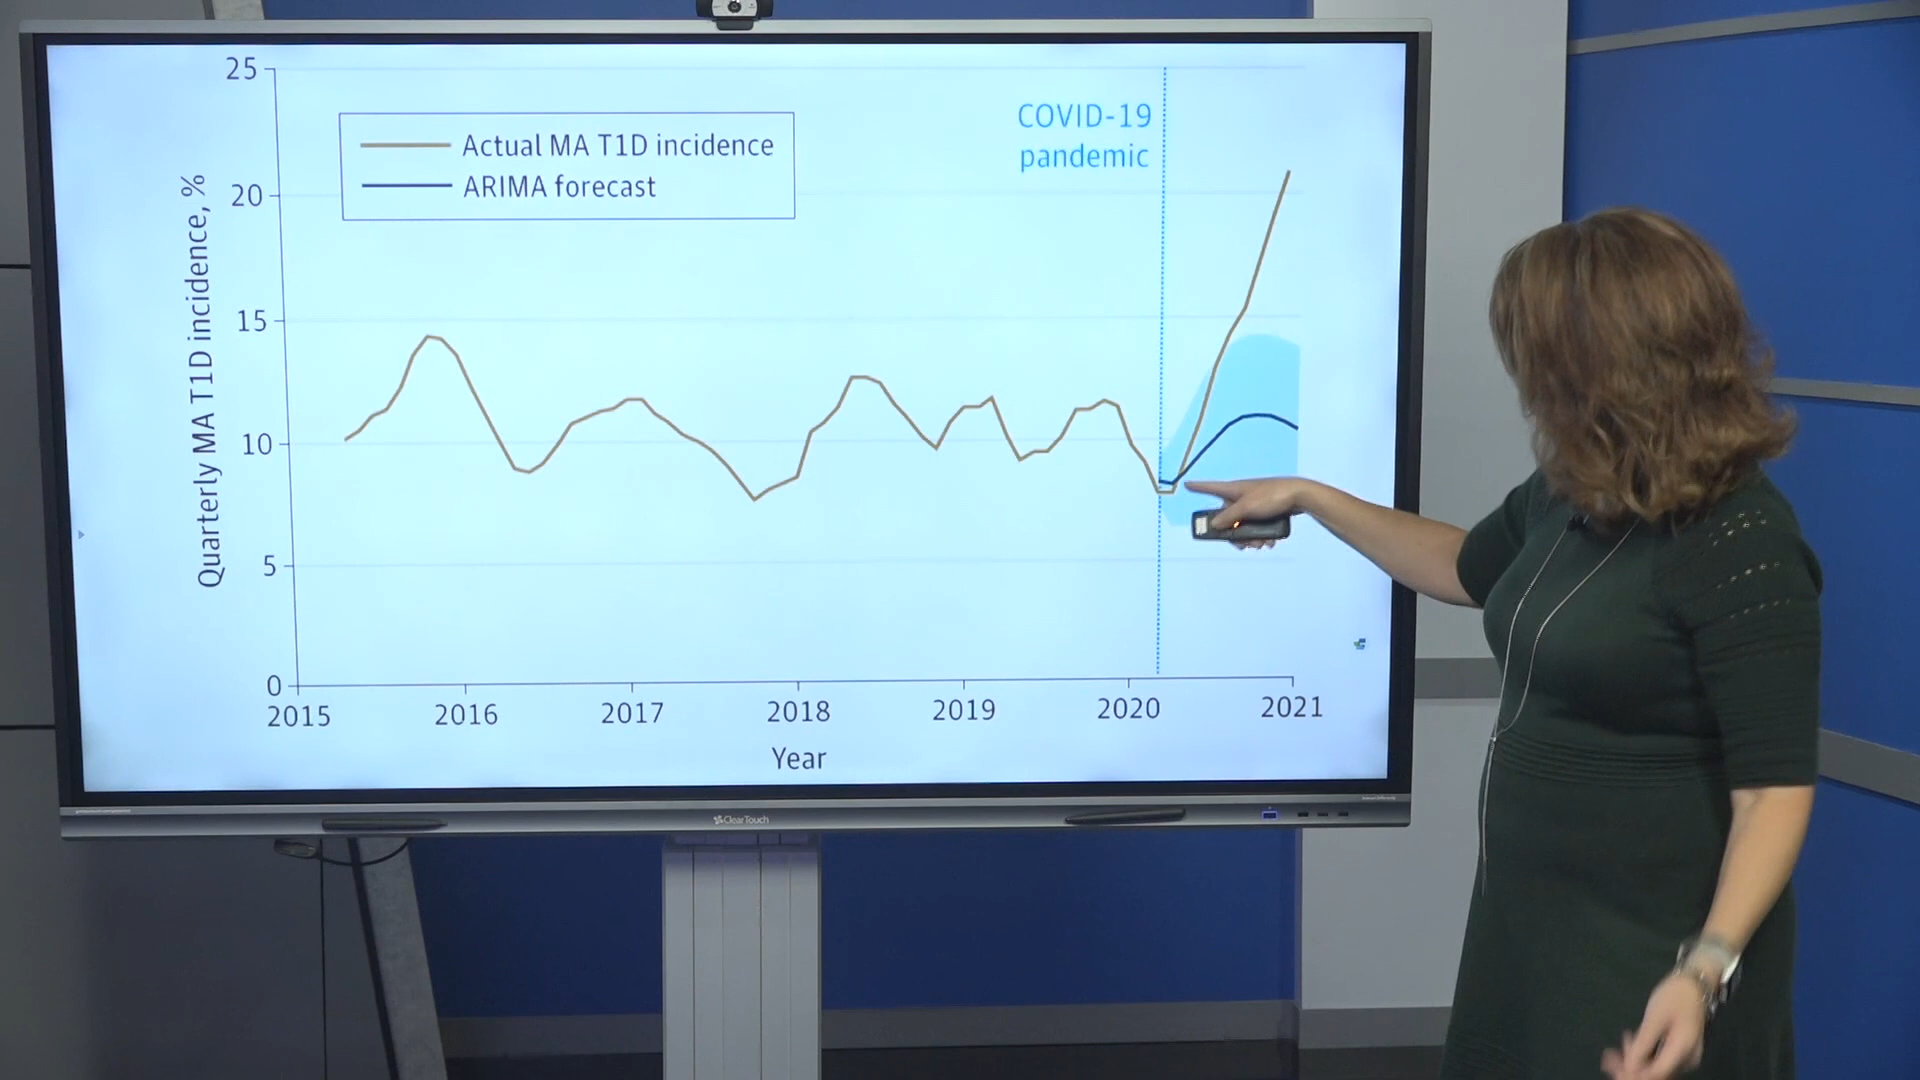 25
20
15
10
5
0
Quarterly MA T1D incidence, %
Actual MA T1D incidence
ARIMA forecast
COVID-19
pandemic
2015 2016 2017 2018 2019 2020 2021
Year
ClearTouch